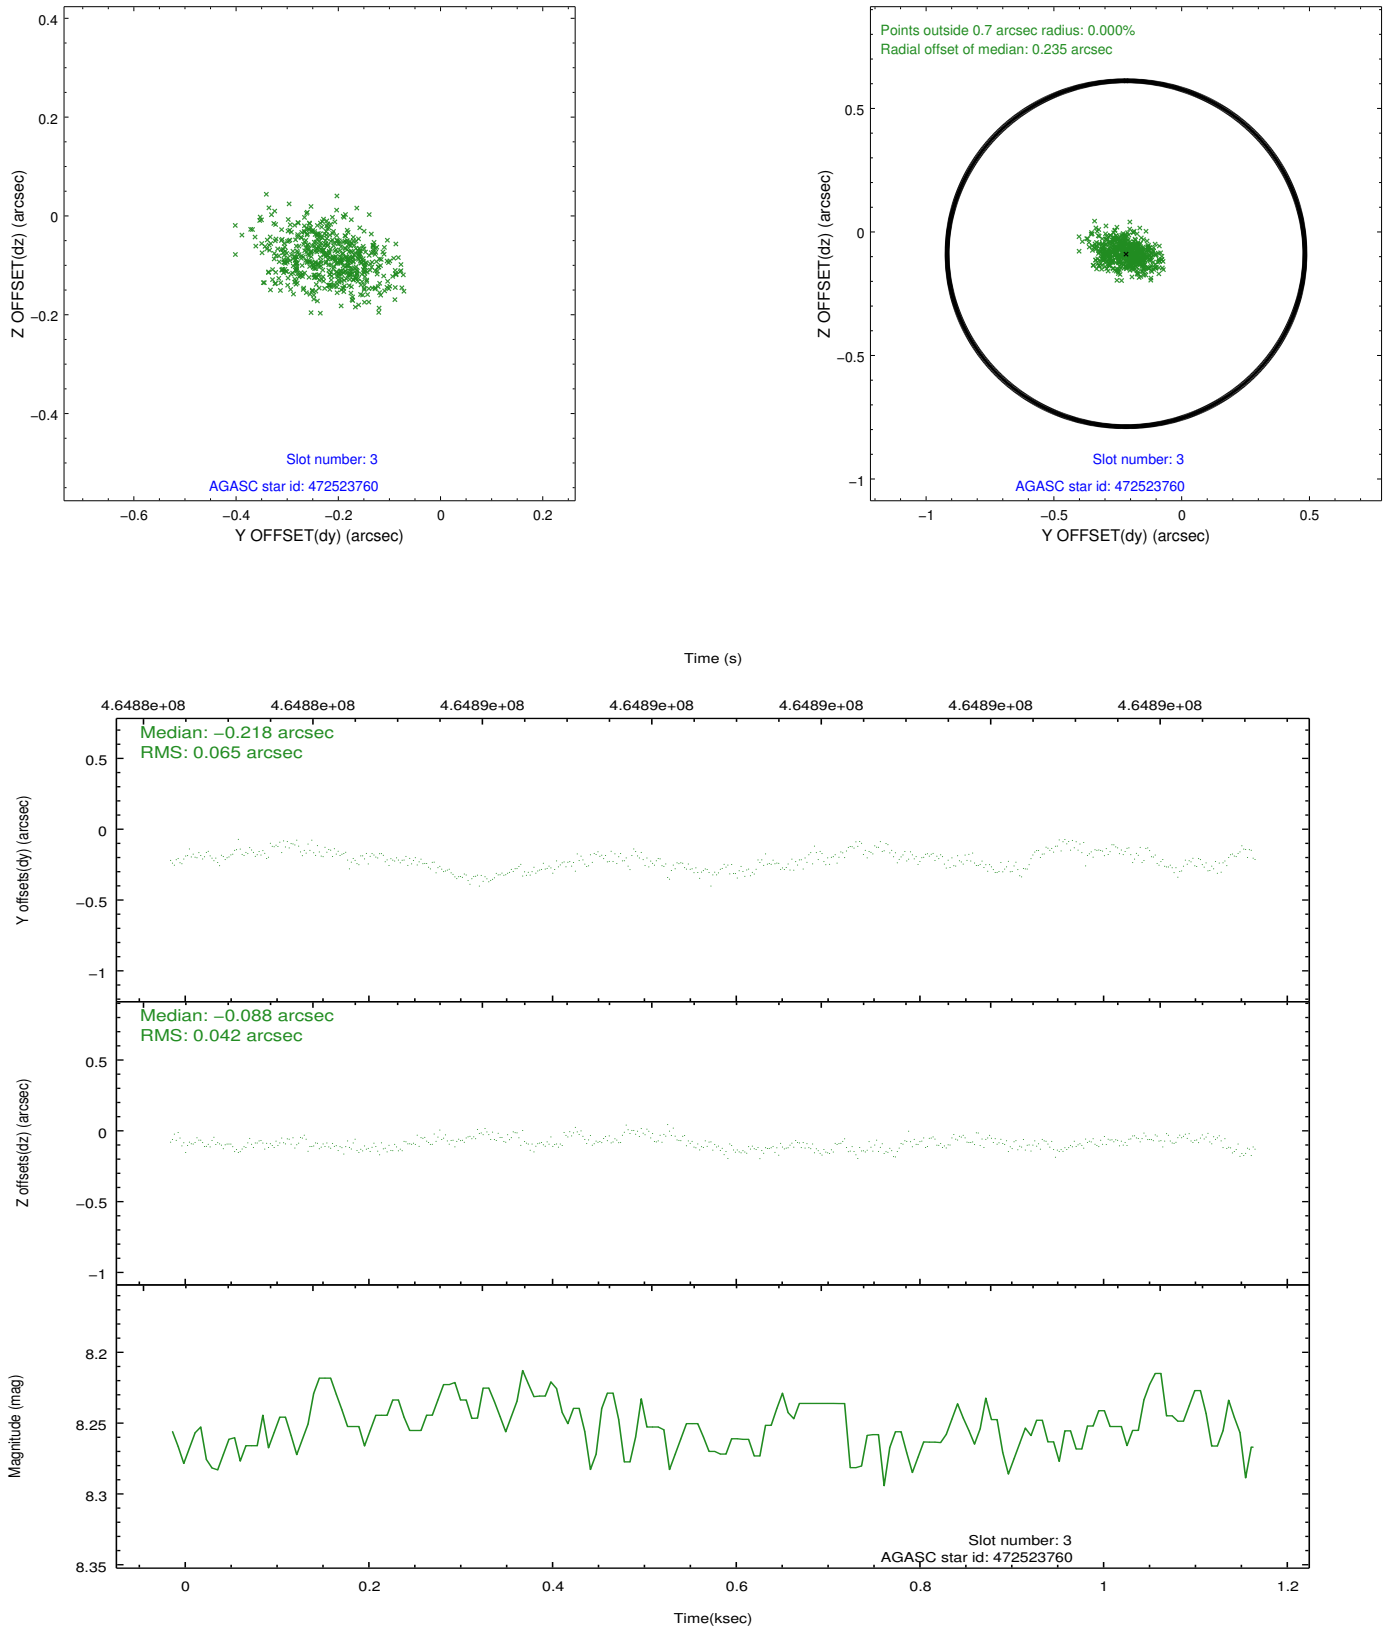 0.4
0.2
0
−0.2
−0.4
Z OFFSET(dz) (arcsec)
Slot number: 3
AGASC star id: 472523760
−0.6
−0.4
−0.2
0
0.2
Y OFFSET(dy) (arcsec)
Points outside 0.7 arcsec radius: 0.000%
Radial offset of median: 0.235 arcsec
0.5
0
−0.5
−1
Z OFFSET(dz) (arcsec)
Slot number: 3
AGASC star id: 472523760
−1
−0.5
0
0.5
Y OFFSET(dy) (arcsec)
Time (s)
4.6488e+08
4.6488e+08
4.6489e+08
4.6489e+08
4.6489e+08
4.6489e+08
4.6489e+08
Median: −0.218 arcsec
RMS: 0.065 arcsec
0.5
0
−0.5
−1
Y offsets(dy) (arcsec)
Median: −0.088 arcsec
RMS: 0.042 arcsec
0.5
0
−0.5
−1
Z offsets(dz) (arcsec)
8.2
8.25
8.3
8.35
Magnitude (mag)
Slot number: 3
AGASC star id: 472523760
0
0.2
0.4
0.6
0.8
1
1.2
Time(ksec)